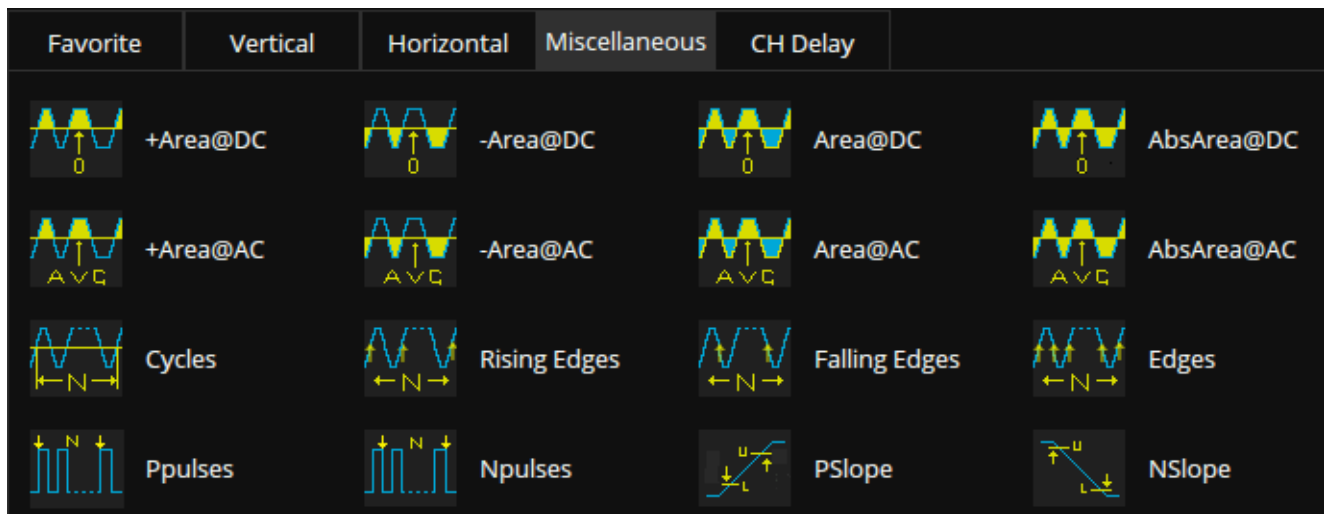 Favorite Vertical Horizontal Miscellaneous CH Delay
+Area@DC -Area@DC Area@DC AbsArea@DC
0 0 0 0
+Area@AC -Area@AC Area@AC AbsArea@AC
AVG AVG AVG AVG
Cycles Rising Edges Falling Edges Edges
N N N N
N N U U
Ppulses Npulses PSlope NSlope
L L